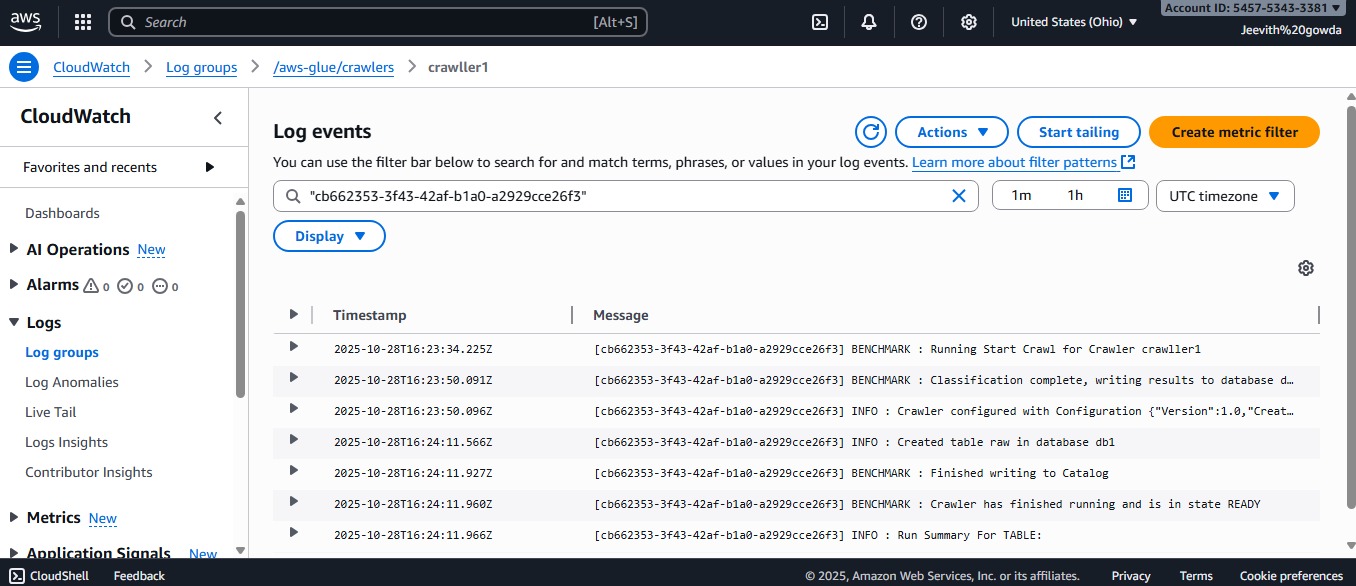 aws Search [Alt+S] United States (Ohio) Account ID: 5457-5343-3381
Jeevith%20gowda
CloudWatch Log groups /aws-glue/crawlers crawller1
CloudWatch
Favorites and recents
Dashboards
AI Operations New
Alarms 0 0 0
Logs
Log groups
Log Anomalies
Live Tail
Logs Insights
Contributor Insights
Metrics New
Application Signals New
Log events Actions Start tailing Create metric filter
You can use the filter bar below to search for and match terms, phrases, or values in your log events. Learn more about filter patterns
"cb662353-3f43-42af-b1a0-a2929cce26f3" 1m 1h UTC timezone
Display
Timestamp Message
2025-10-28T16:23:34.225Z [cb662353-3f43-42af-b1a0-a2929cce26f3] BENCHMARK : Running Start Crawl for Crawler crawller1
2025-10-28T16:23:50.091Z [cb662353-3f43-42af-b1a0-a2929cce26f3] BENCHMARK : Classification complete, writing results to database d…
2025-10-28T16:23:50.096Z [cb662353-3f43-42af-b1a0-a2929cce26f3] INFO : Crawler configured with Configuration {"Version":1.0,"Creat…
2025-10-28T16:24:11.566Z [cb662353-3f43-42af-b1a0-a2929cce26f3] INFO : Created table raw in database db1
2025-10-28T16:24:11.927Z [cb662353-3f43-42af-b1a0-a2929cce26f3] BENCHMARK : Finished writing to Catalog
2025-10-28T16:24:11.960Z [cb662353-3f43-42af-b1a0-a2929cce26f3] BENCHMARK : Crawler has finished running and is in state READY
2025-10-28T16:24:11.966Z [cb662353-3f43-42af-b1a0-a2929cce26f3] INFO : Run Summary For TABLE:
CloudShell Feedback © 2025, Amazon Web Services, Inc. or its affiliates. Privacy Terms Cookie preferences